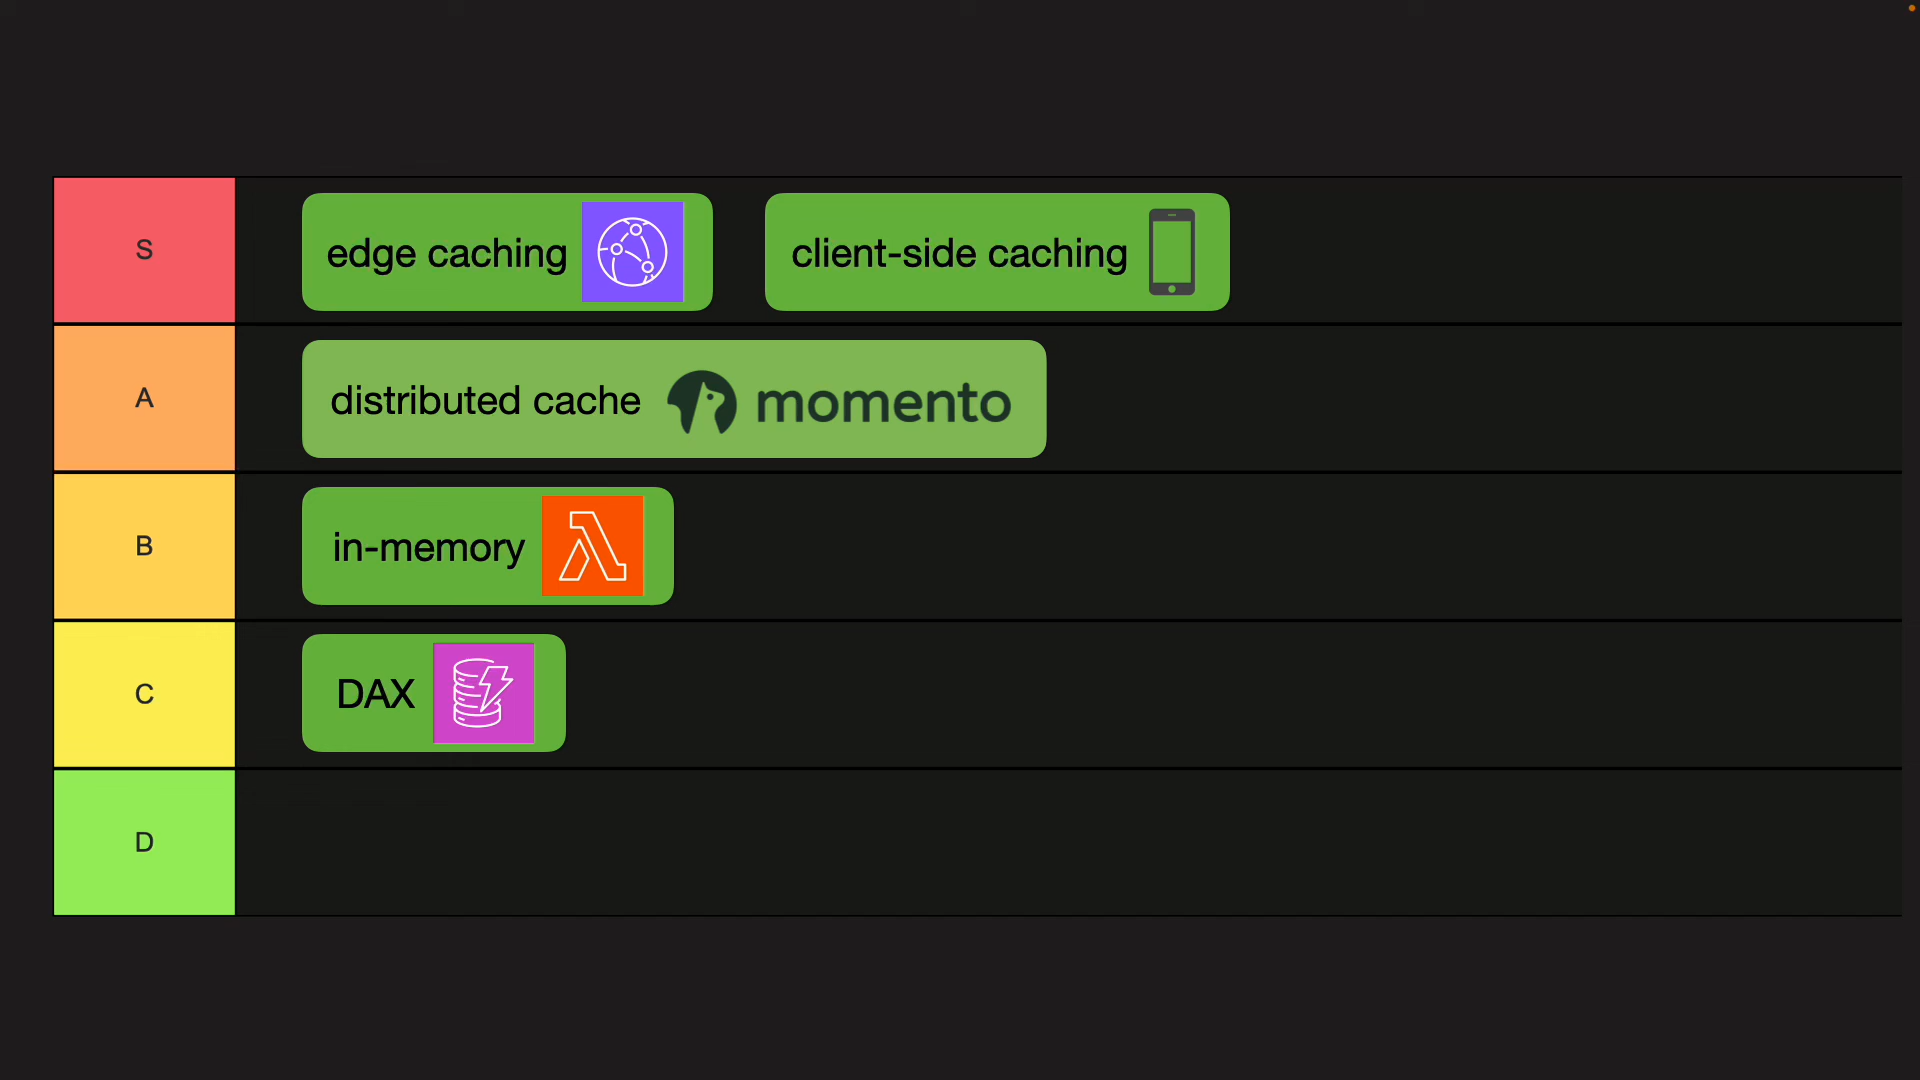 S
edge caching
client-side caching
A
distributed cache momento
B
in-memory
C
DAX
D